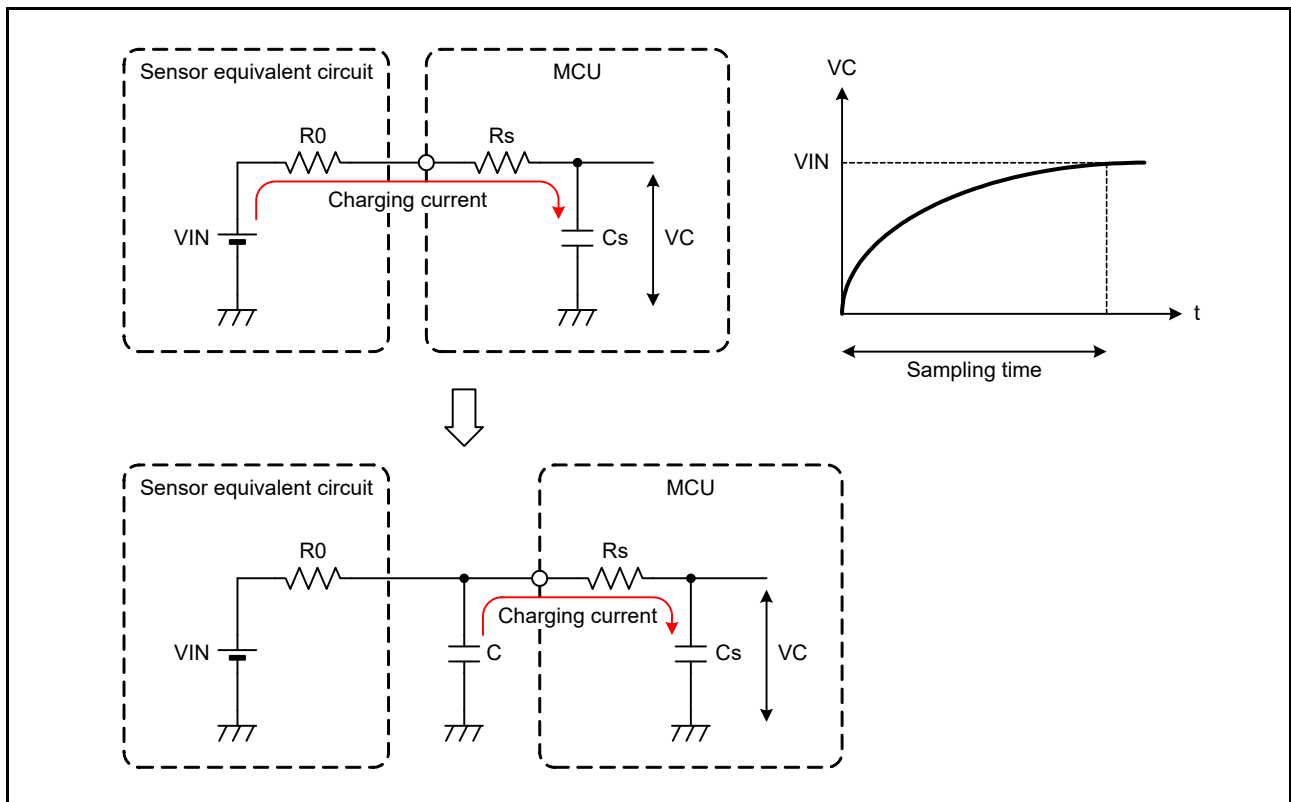 Sensor equivalent circuit
MCU
R0
Rs
Charging current
VIN
Cs
VC
VC
VIN
t
Sampling time
Sensor equivalent circuit
MCU
R0
Rs
Charging current
VIN
C
Cs
VC